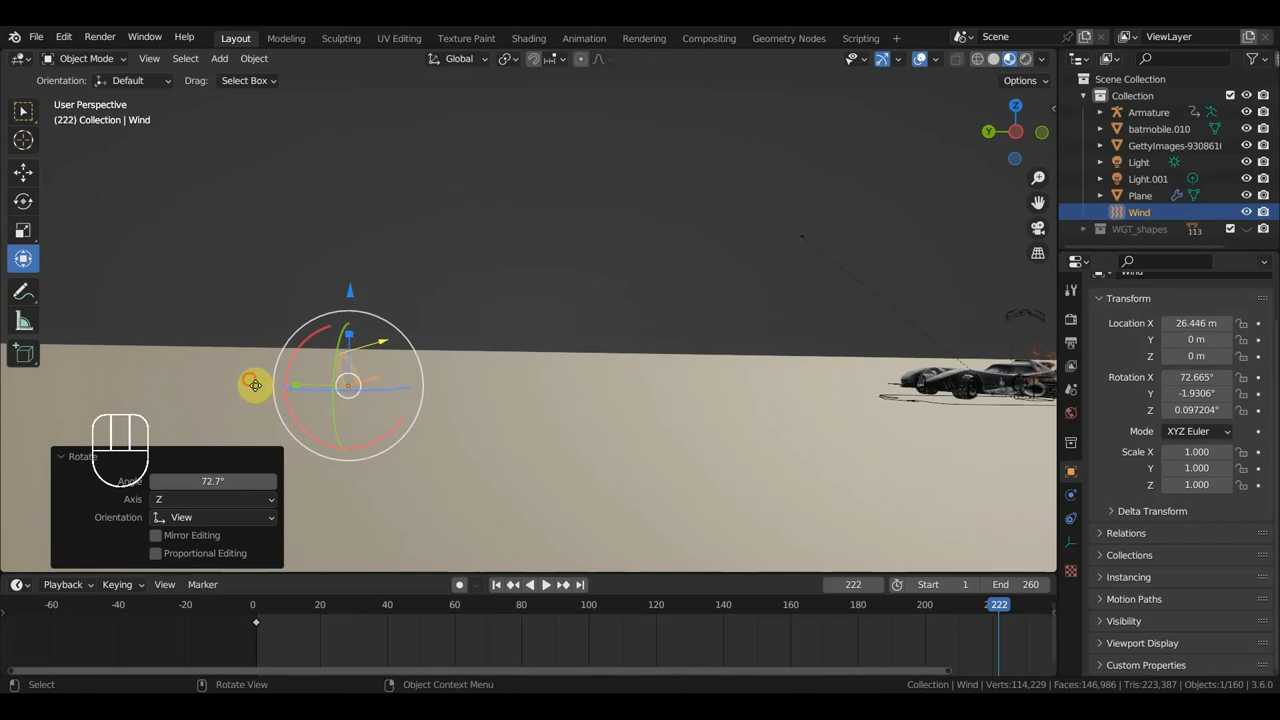 File Edit Render Window Help Layout Modeling Sculpting UV Editing Texture Paint Shading Animation Rendering Compositing Geometry Nodes Scripting + Scene ViewLayer
Object Mode View Select Add Object Global Options
Orientation: Default Drag: Select Box
User Perspective
(222) Collection | Wind
Z
Y
Scene Collection
Collection
Armature
batmobile.010
GettyImages-9308610
Light
Light.001
Plane
Wind
WGT_shapes 113
Transform
Location X 26.446 m
Y 0 m
Z 0 m
Rotation X 72.665°
Y -1.9306°
Z 0.097204°
Mode XYZ Euler
Scale X 1.000
Y 1.000
Z 1.000
Delta Transform
Relations
Collections
Instancing
Motion Paths
Visibility
Viewport Display
Custom Properties
Rotate
Angle 72.7°
Axis Z
Orientation View
Mirror Editing
Proportional Editing
Playback Keying View Marker 222 Start 1 End 260
-60 -40 -20 0 20 40 60 80 100 120 140 160 180 200 222 240
Select Rotate View Object Context Menu Collection | Wind | Verts:114,229 | Faces:146,986 | Tris:223,387 | Objects:1/160 | 3.6.0